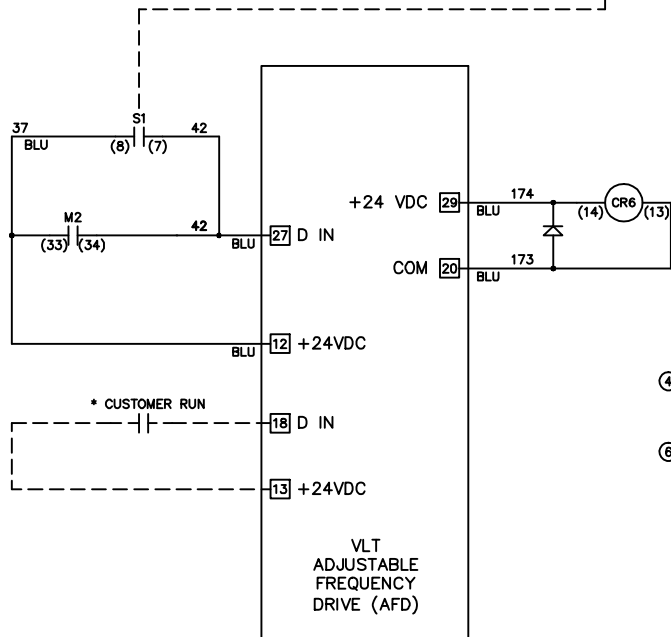 S1
37
42
BLU
(8) (7)
M2
42
(33) (34)
BLU
27 D IN
BLU
12 +24VDC
* CUSTOMER RUN
18 D IN
13 +24VDC
+24 VDC 29
174
BLU
(14) CR6 (13)
COM 20
173
BLU
4
6
VLT
ADJUSTABLE
FREQUENCY
DRIVE (AFD)